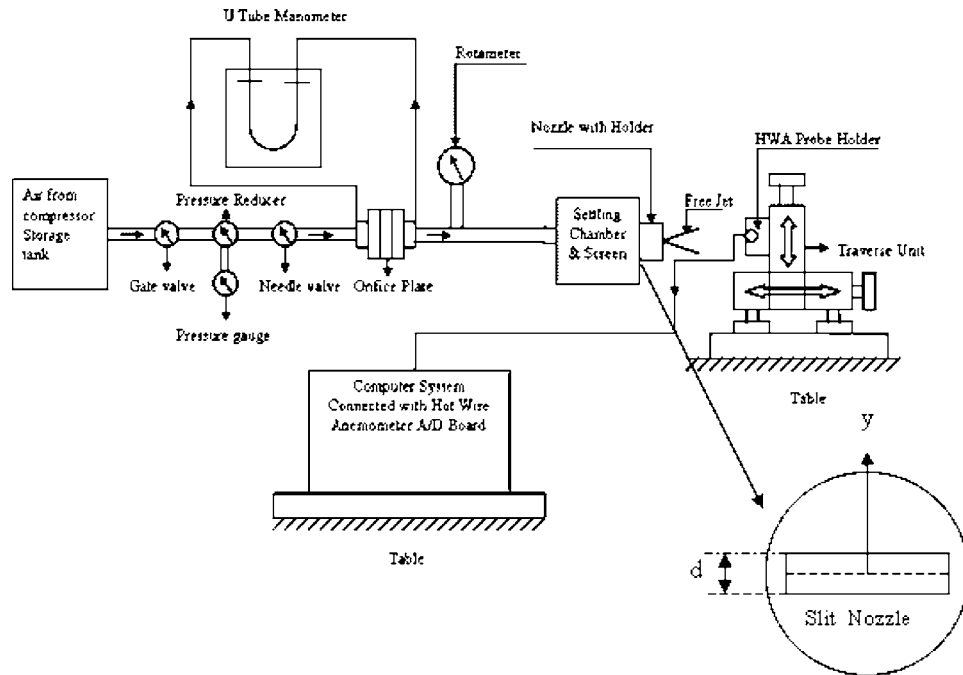 U Tube Manometer
Rotameter
Nozzle with Holder
HWA Probe Holder
Air from
compressor
Storage
tank
Pressure Reducer
Settling
Chamber
& Screen
Free Jet
Traverse Unit
Gate valve
Needle valve
Orifice Plate
Pressure gauge
Computer System
Connected with Hot Wire
Anemometer A/D Board
Table
Table
y
d
Slit Nozzle